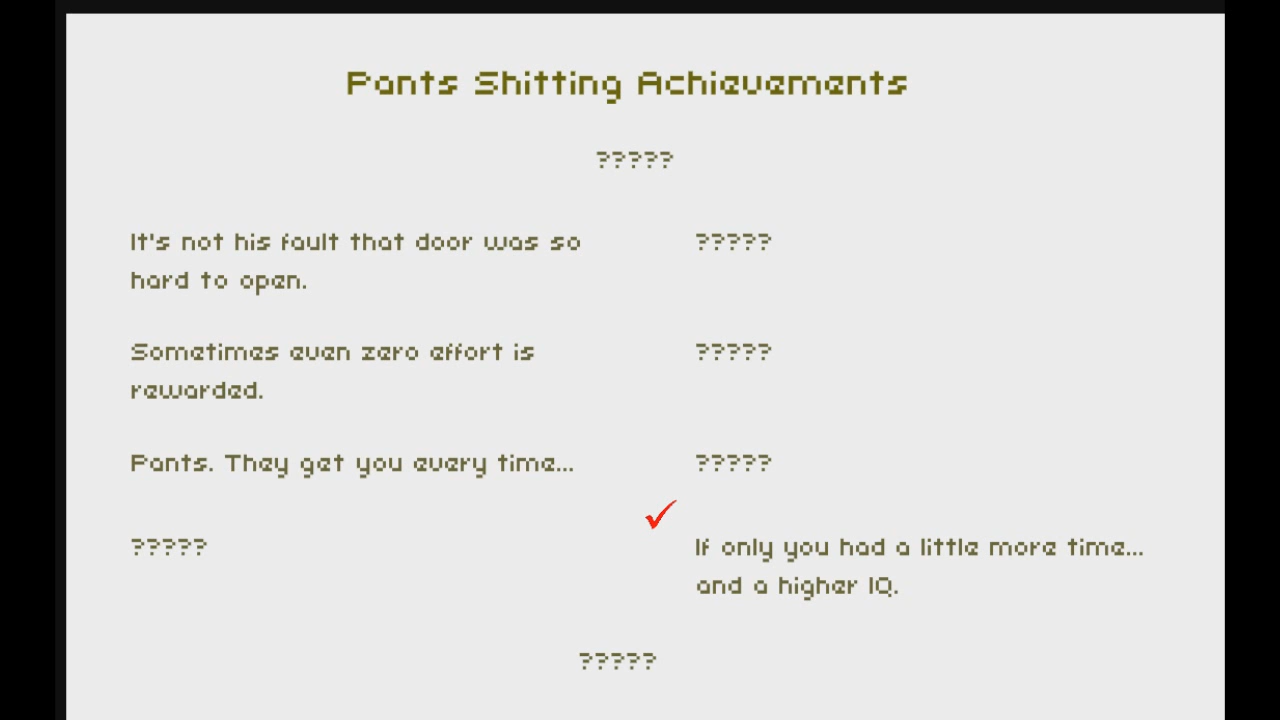 Pants Shitting Achievements
?????
It's not his fault that door was so
hard to open.
?????
Sometimes even zero effort is
rewarded.
?????
Pants. They get you every time...
?????
?????
If only you had a little more time...
and a higher IQ.
?????